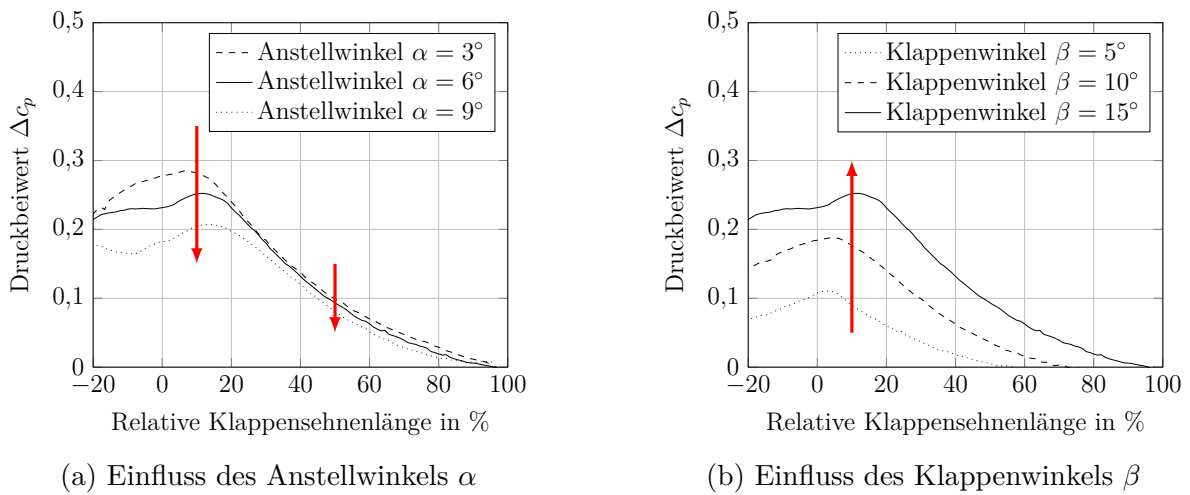 0,5
0,4
0,3
0,2
0,1
0
−20
0
20
40
60
80
100
Druckbeiwert Δc_p
Relative Klappensehnenlänge in %
Anstellwinkel α = 3°
Anstellwinkel α = 6°
Anstellwinkel α = 9°
(a) Einfluss des Anstellwinkels α
0,5
0,4
0,3
0,2
0,1
0
−20
0
20
40
60
80
100
Druckbeiwert Δc_p
Relative Klappensehnenlänge in %
Klappenwinkel β = 5°
Klappenwinkel β = 10°
Klappenwinkel β = 15°
(b) Einfluss des Klappenwinkels β